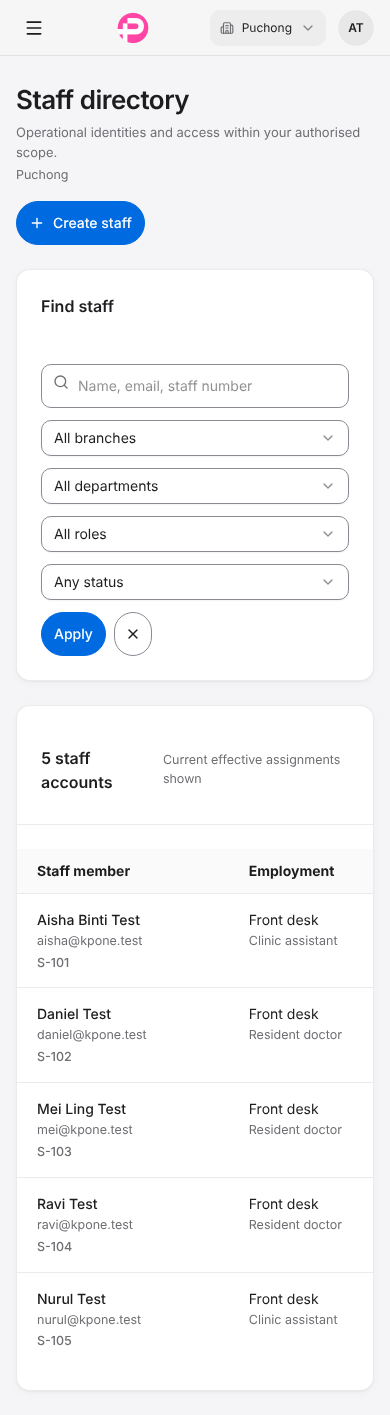 Puchong
AT
Staff directory
Operational identities and access within your authorised
scope.
Puchong
Create staff
Find staff
Name, email, staff number
All branches
All departments
All roles
Any status
Apply
5 staff
accounts
Current effective assignments
shown
Staff member Employment
Aisha Binti Test Front desk
aisha@kpone.test Clinic assistant
S-101
Daniel Test Front desk
daniel@kpone.test Resident doctor
S-102
Mei Ling Test Front desk
mei@kpone.test Resident doctor
S-103
Ravi Test Front desk
ravi@kpone.test Resident doctor
S-104
Nurul Test Front desk
nurul@kpone.test Clinic assistant
S-105